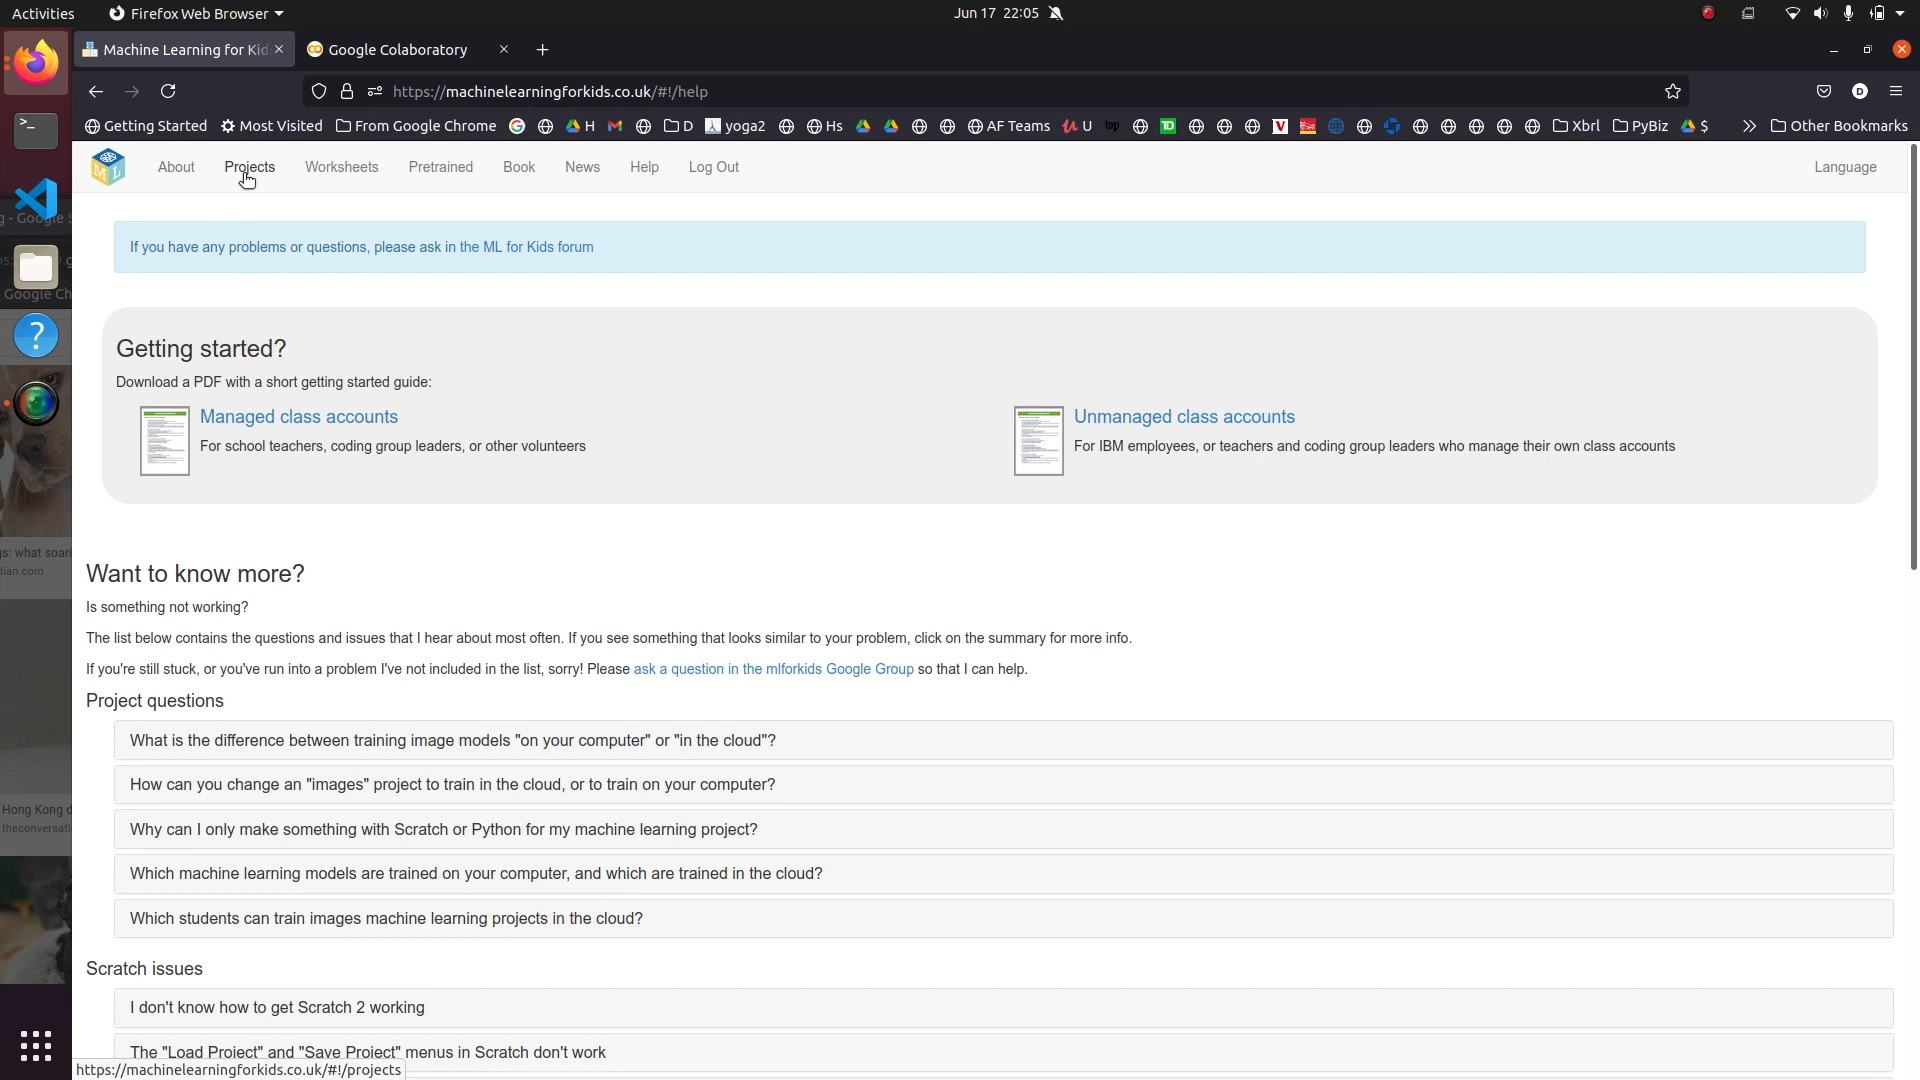 Activities
Firefox Web Browser
Jun 17 22:05
Machine Learning for Kid
Google Colaboratory
https://machinelearningforkids.co.uk/#!/help
Getting Started
Most Visited
From Google Chrome
H
D
yoga2
Hs
AF Teams
U
top
Xbrl
PyBiz
$
Other Bookmarks
About
Projects
Worksheets
Pretrained
Book
News
Help
Log Out
Language
If you have any problems or questions, please ask in the ML for Kids forum
Getting started?
Download a PDF with a short getting started guide:
Managed class accounts
For school teachers, coding group leaders, or other volunteers
Unmanaged class accounts
For IBM employees, or teachers and coding group leaders who manage their own class accounts
Want to know more?
Is something not working?
The list below contains the questions and issues that I hear about most often. If you see something that looks similar to your problem, click on the summary for more info.
If you're still stuck, or you've run into a problem I've not included in the list, sorry! Please ask a question in the mlforkids Google Group so that I can help.
Project questions
What is the difference between training image models "on your computer" or "in the cloud"?
How can you change an "images" project to train in the cloud, or to train on your computer?
Why can I only make something with Scratch or Python for my machine learning project?
Which machine learning models are trained on your computer, and which are trained in the cloud?
Which students can train images machine learning projects in the cloud?
Scratch issues
I don't know how to get Scratch 2 working
The "Load Project" and "Save Project" menus in Scratch don't work
https://machinelearningforkids.co.uk/#!/projects
g - Google S
Google Ch
gs: what soari
dian.com
Hong Kong d
theconversati